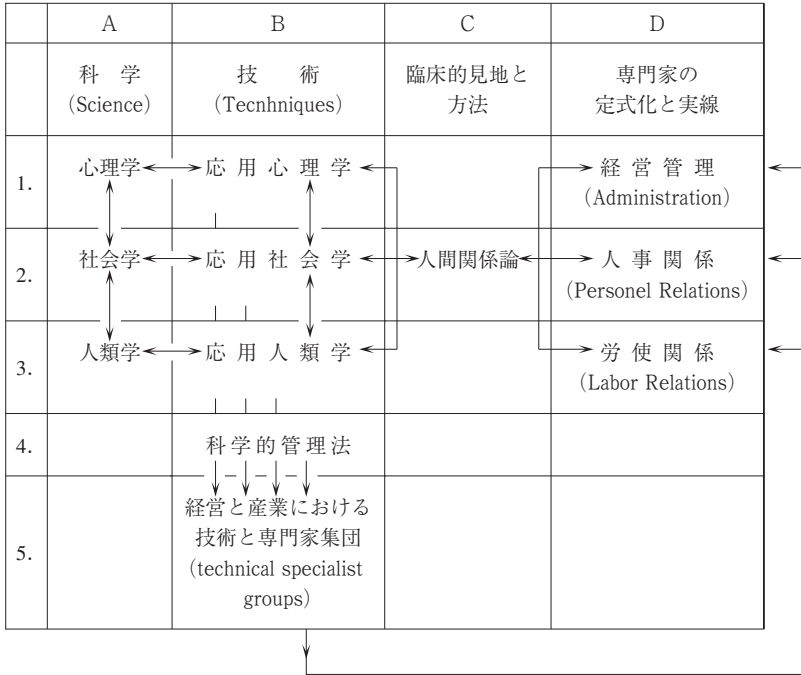 A B C D
科 学 技 術 臨床的見地と 専門家の
(Science) (Tecnhniques) 方法 定式化と実線
1. 心理学 応用心理学 経営管理
(Administration)
2. 社会学 応用社会学 人間関係論 人事関係
(Personel Relations)
3. 人類学 応用人類学 労使関係
(Labor Relations)
4. 科学的管理法
5. 経営と産業における
技術と専門家集団
(technical specialist
groups)